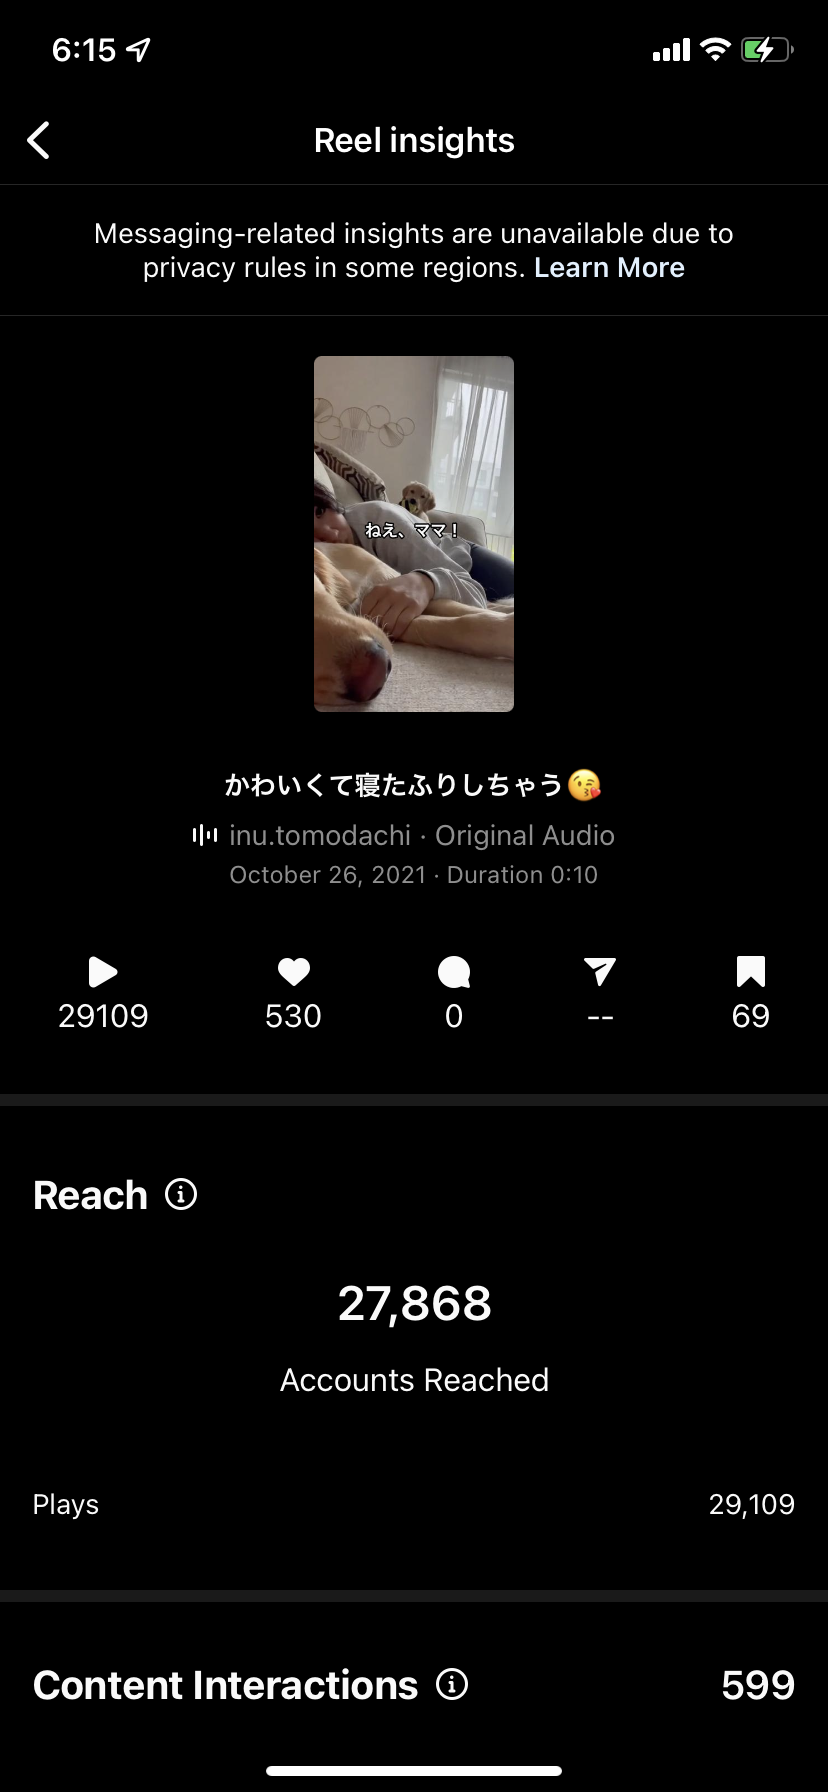 6:15
Reel insights
Messaging-related insights are unavailable due to
privacy rules in some regions. Learn More
ねえ、ママ！
かわいくて寝たふりしちゃう😘
inu.tomodachi · Original Audio
October 26, 2021 · Duration 0:10
29109 530 0 -- 69
Reach
27,868
Accounts Reached
Plays 29,109
Content Interactions 599